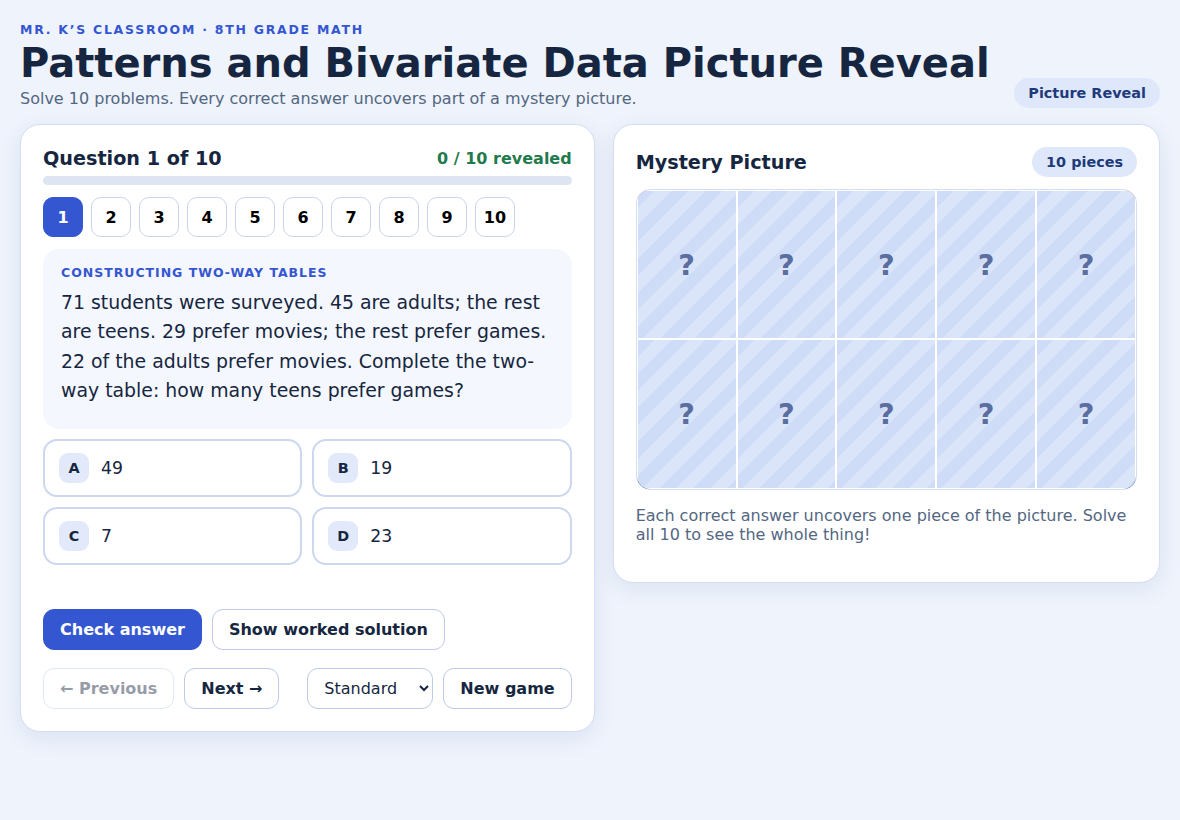 MR. K’S CLASSROOM · 8TH GRADE MATH
Patterns and Bivariate Data Picture Reveal
Solve 10 problems. Every correct answer uncovers part of a mystery picture.
Picture Reveal
Question 1 of 10
0 / 10 revealed
1 2 3 4 5 6 7 8 9 10
CONSTRUCTING TWO-WAY TABLES
71 students were surveyed. 45 are adults; the rest
are teens. 29 prefer movies; the rest prefer games.
22 of the adults prefer movies. Complete the two-
way table: how many teens prefer games?
A 49
B 19
C 7
D 23
Check answer
Show worked solution
← Previous
Next →
Standard
New game
Mystery Picture
10 pieces
? ? ? ? ?
? ? ? ? ?
Each correct answer uncovers one piece of the picture. Solve
all 10 to see the whole thing!